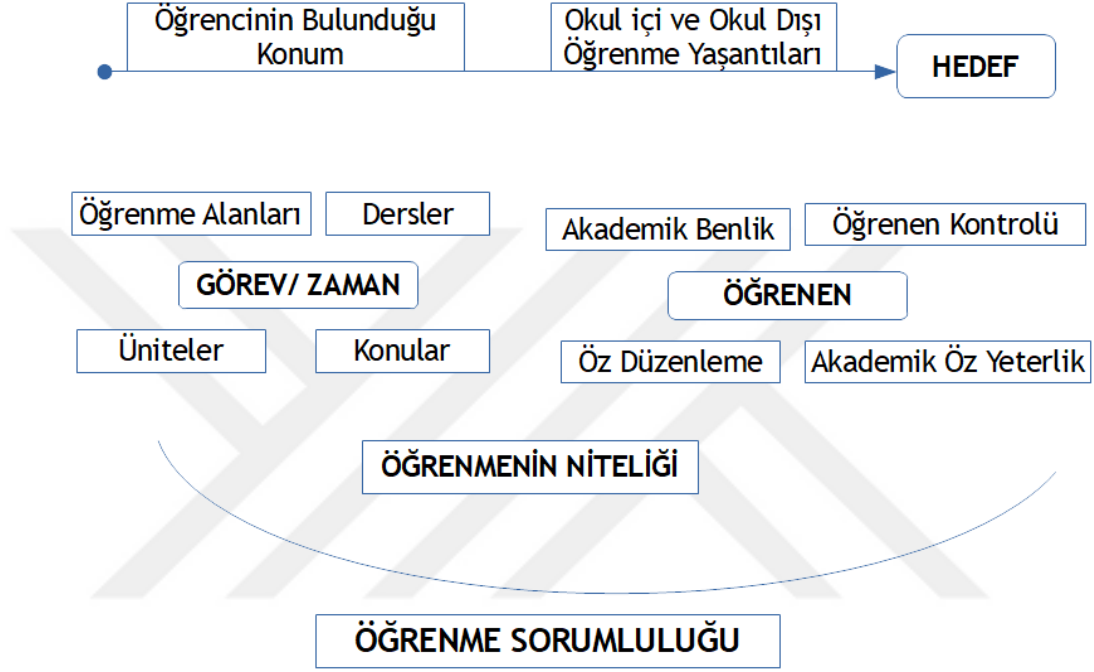 Öğrencinin Bulunduğu
Konum
Okul içi ve Okul Dışı
Öğrenme Yaşantıları
HEDEF
Öğrenme Alanları
Dersler
GÖREV/ ZAMAN
Üniteler
Konular
Akademik Benlik
Öğrenen Kontrolü
ÖĞRENEN
Öz Düzenleme
Akademik Öz Yeterlik
ÖĞRENMENİN NİTELİĞİ
ÖĞRENME SORUMLULUĞU